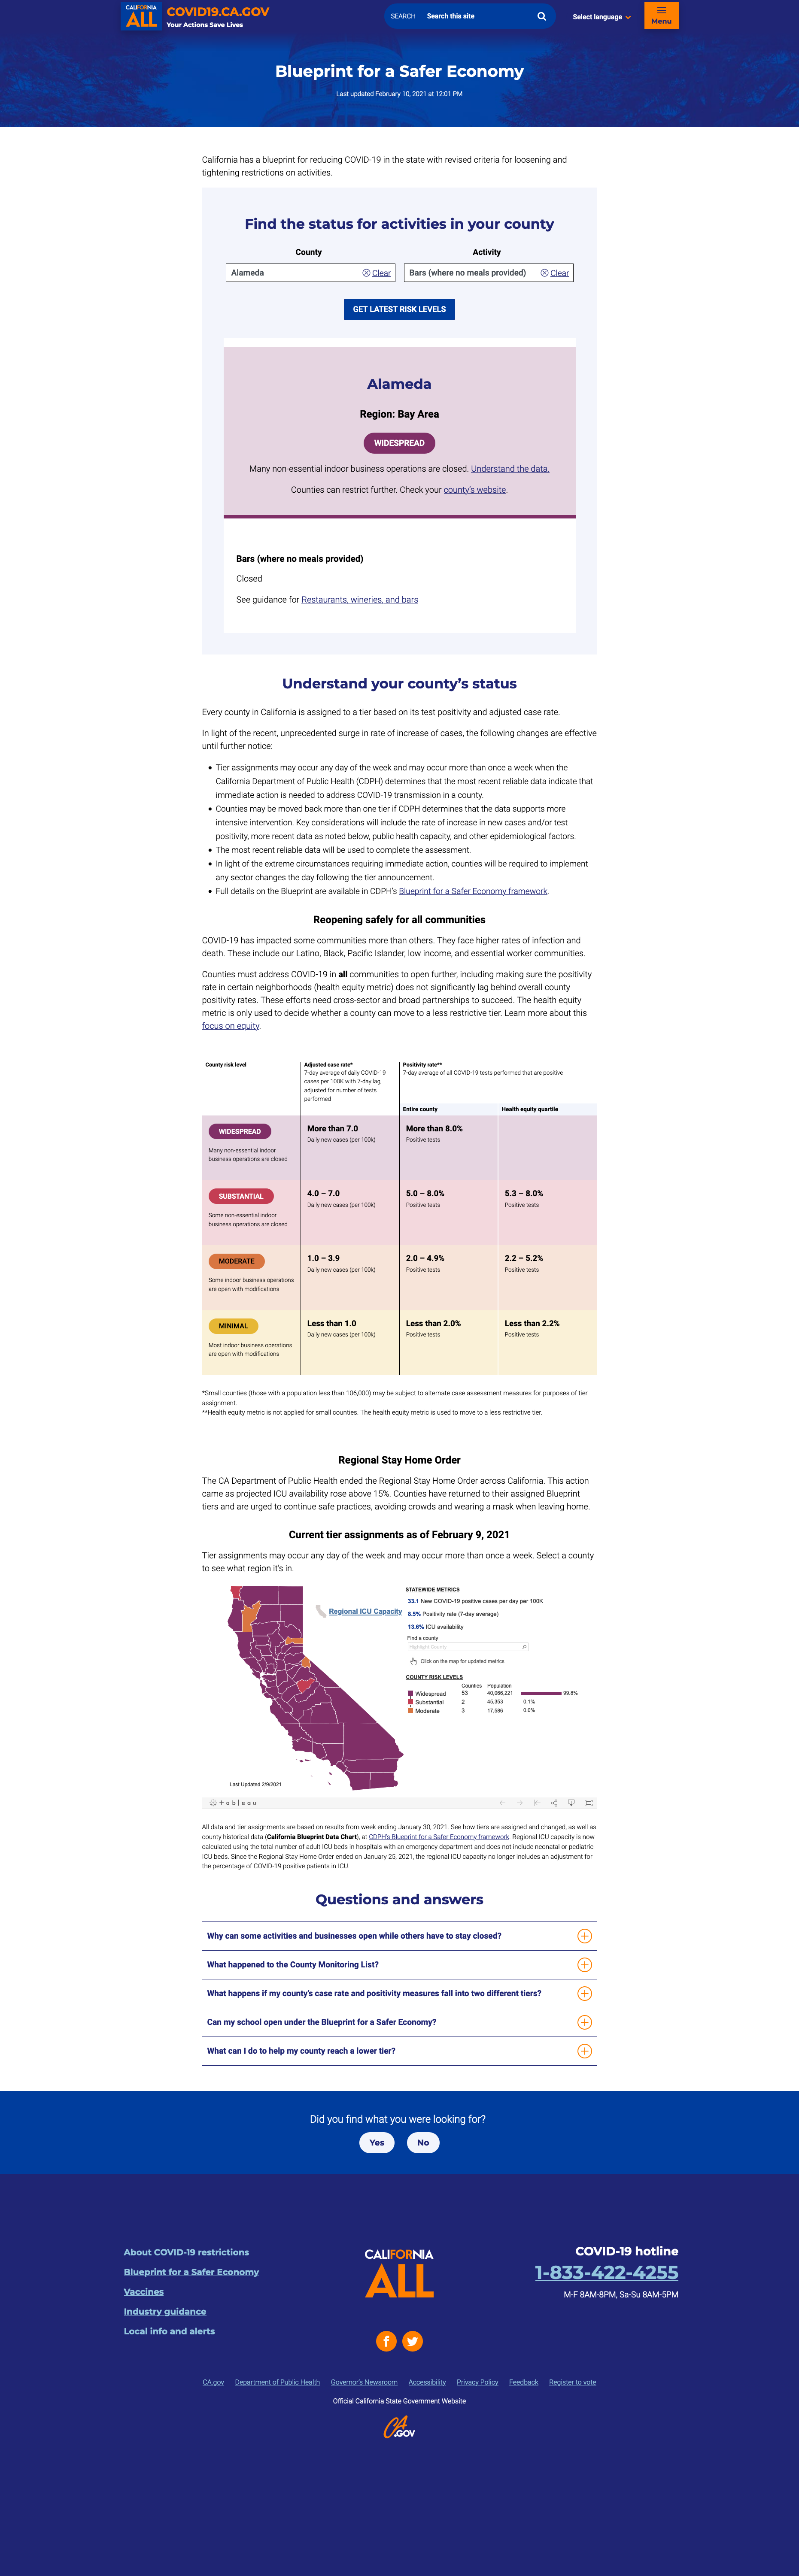 CALIFORNIA
ALL
COVID19.CA.GOV
Your Actions Save Lives
SEARCH
Search this site
Select language
Menu
Blueprint for a Safer Economy
Last updated February 10, 2021 at 12:01 PM
California has a blueprint for reducing COVID-19 in the state with revised criteria for loosening and
tightening restrictions on activities.
Find the status for activities in your county
County
Activity
Alameda
Clear
Bars (where no meals provided)
Clear
GET LATEST RISK LEVELS
Alameda
Region: Bay Area
WIDESPREAD
Many non-essential indoor business operations are closed. Understand the data.
Counties can restrict further. Check your county's website.
Bars (where no meals provided)
Closed
See guidance for Restaurants, wineries, and bars
Understand your county's status
Every county in California is assigned to a tier based on its test positivity and adjusted case rate.
In light of the recent, unprecedented surge in rate of increase of cases, the following changes are effective
until further notice:
• Tier assignments may occur any day of the week and may occur more than once a week when the
California Department of Public Health (CDPH) determines that the most recent reliable data indicate that
immediate action is needed to address COVID-19 transmission in a county.
• Counties may be moved back more than one tier if CDPH determines that the data supports more
intensive intervention. Key considerations will include the rate of increase in new cases and/or test
positivity, more recent data as noted below, public health capacity, and other epidemiological factors.
• The most recent reliable data will be used to complete the assessment.
• In light of the extreme circumstances requiring immediate action, counties will be required to implement
any sector changes the day following the tier announcement.
• Full details on the Blueprint are available in CDPH's Blueprint for a Safer Economy framework.
Reopening safely for all communities
COVID-19 has impacted some communities more than others. They face higher rates of infection and
death. These include our Latino, Black, Pacific Islander, low income, and essential worker communities.
Counties must address COVID-19 in all communities to open further, including making sure the positivity
rate in certain neighborhoods (health equity metric) does not significantly lag behind overall county
positivity rates. These efforts need cross-sector and broad partnerships to succeed. The health equity
metric is only used to decide whether a county can move to a less restrictive tier. Learn more about this
focus on equity.
County risk level
Adjusted case rate*
7-day average of daily COVID-19
cases per 100K with 7-day lag,
adjusted for number of tests
performed
Positivity rate**
7-day average of all COVID-19 tests performed that are positive
Entire county
Health equity quartile
WIDESPREAD
Many non-essential indoor
business operations are closed
More than 7.0
Daily new cases (per 100k)
More than 8.0%
Positive tests
SUBSTANTIAL
Some non-essential indoor
business operations are closed
4.0 – 7.0
Daily new cases (per 100k)
5.0 – 8.0%
Positive tests
5.3 – 8.0%
Positive tests
MODERATE
Some indoor business operations
are open with modifications
1.0 – 3.9
Daily new cases (per 100k)
2.0 – 4.9%
Positive tests
2.2 – 5.2%
Positive tests
MINIMAL
Most indoor business operations
are open with modifications
Less than 1.0
Daily new cases (per 100k)
Less than 2.0%
Positive tests
Less than 2.2%
Positive tests
*Small counties (those with a population less than 106,000) may be subject to alternate case assessment measures for purposes of tier
assignment.
**Health equity metric is not applied for small counties. The health equity metric is used to move to a less restrictive tier.
Regional Stay Home Order
The CA Department of Public Health ended the Regional Stay Home Order across California. This action
came as projected ICU availability rose above 15%. Counties have returned to their assigned Blueprint
tiers and are urged to continue safe practices, avoiding crowds and wearing a mask when leaving home.
Current tier assignments as of February 9, 2021
Tier assignments may occur any day of the week and may occur more than once a week. Select a county
to see what region it's in.
Regional ICU Capacity
STATEWIDE METRICS
33.1 New COVID-19 positive cases per day per 100K
8.5% Positivity rate (7-day average)
13.6% ICU availability
Find a county
Highlight County
Click on the map for updated metrics
COUNTY RISK LEVELS
Counties Population
Widespread 53 40,066,221 99.8%
Substantial 2 45,353 0.1%
Moderate 3 17,586 0.0%
Last Updated 2/9/2021
+ a b l e a u
All data and tier assignments are based on results from week ending January 30, 2021. See how tiers are assigned and changed, as well as
county historical data (California Blueprint Data Chart), at CDPH's Blueprint for a Safer Economy framework. Regional ICU capacity is now
calculated using the total number of adult ICU beds in hospitals with an emergency department and does not include neonatal or pediatric
ICU beds. Since the Regional Stay Home Order ended on January 25, 2021, the regional ICU capacity no longer includes an adjustment for
the percentage of COVID-19 positive patients in ICU.
Questions and answers
Why can some activities and businesses open while others have to stay closed?
What happened to the County Monitoring List?
What happens if my county's case rate and positivity measures fall into two different tiers?
Can my school open under the Blueprint for a Safer Economy?
What can I do to help my county reach a lower tier?
Did you find what you were looking for?
Yes
No
About COVID-19 restrictions
Blueprint for a Safer Economy
Vaccines
Industry guidance
Local info and alerts
CALIFORNIA
ALL
COVID-19 hotline
1-833-422-4255
M-F 8AM-8PM, Sa-Su 8AM-5PM
CA.gov
Department of Public Health
Governor's Newsroom
Accessibility
Privacy Policy
Feedback
Register to vote
Official California State Government Website
CA.GOV